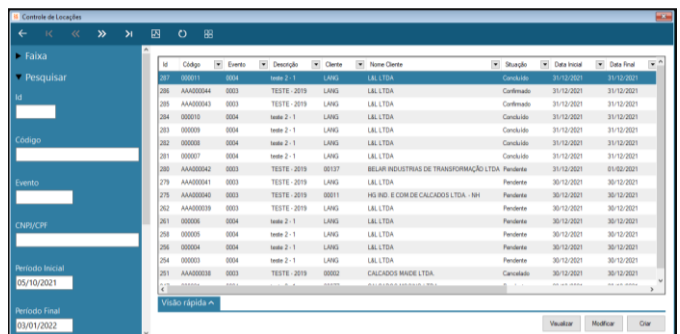 Controle de Locações
Faixa
Pesquisar
Id
Código
Evento
CNPJ/CPF
Período Inicial
05/10/2021
Período Final
03/01/2022
Id Código Evento Descrição Cliente Nome Cliente Situação Data Inicial Data Final
287 000011 0004 teste 2 - 1 LANG L&L LTDA Concluído 31/12/2021 31/12/2021
286 AAA000044 0003 TESTE - 2019 LANG L&L LTDA Confirmado 31/12/2021 31/12/2021
285 AAA000043 0003 TESTE - 2019 LANG L&L LTDA Confirmado 31/12/2021 31/12/2021
284 000010 0004 teste 2 - 1 LANG L&L LTDA Concluído 31/12/2021 31/12/2021
283 000009 0004 teste 2 - 1 LANG L&L LTDA Concluído 31/12/2021 31/12/2021
282 000008 0004 teste 2 - 1 LANG L&L LTDA Concluído 31/12/2021 31/12/2021
281 000007 0004 teste 2 - 1 LANG L&L LTDA Concluído 31/12/2021 31/12/2021
280 AAA000042 0003 TESTE - 2019 00137 BELAR INDUSTRIAS DE TRANSFORMAÇÃO LTDA Pendente 31/12/2021 01/02/2021
279 AAA000041 0003 TESTE - 2019 LANG L&L LTDA Pendente 30/12/2021 30/12/2021
275 AAA000040 0003 TESTE - 2019 00011 HG IND. E COM DE CALCADOS LTDA. - NH Pendente 30/12/2021 30/12/2021
262 AAA000039 0003 TESTE - 2019 LANG L&L LTDA Pendente 30/12/2021 30/12/2021
261 000006 0004 teste 2 - 1 LANG L&L LTDA Pendente 30/12/2021 30/12/2021
258 000005 0004 teste 2 - 1 LANG L&L LTDA Pendente 30/12/2021 30/12/2021
256 000004 0004 teste 2 - 1 LANG L&L LTDA Pendente 30/12/2021 30/12/2021
254 000003 0004 teste 2 - 1 LANG L&L LTDA Pendente 30/12/2021 30/12/2021
251 AAA000038 0003 TESTE - 2019 00002 CALCADOS MAIDE LTDA. Cancelado 30/12/2021 30/12/2021
Visão rápida
Visualizar Modificar Criar